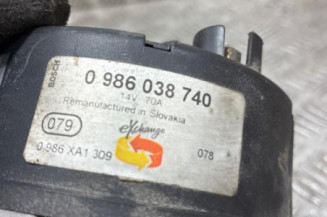 BOSCH
0 986 038 740
14V 70A
Remanufactured in Slovakia
eXchange
079
0 986 XA1 309
078